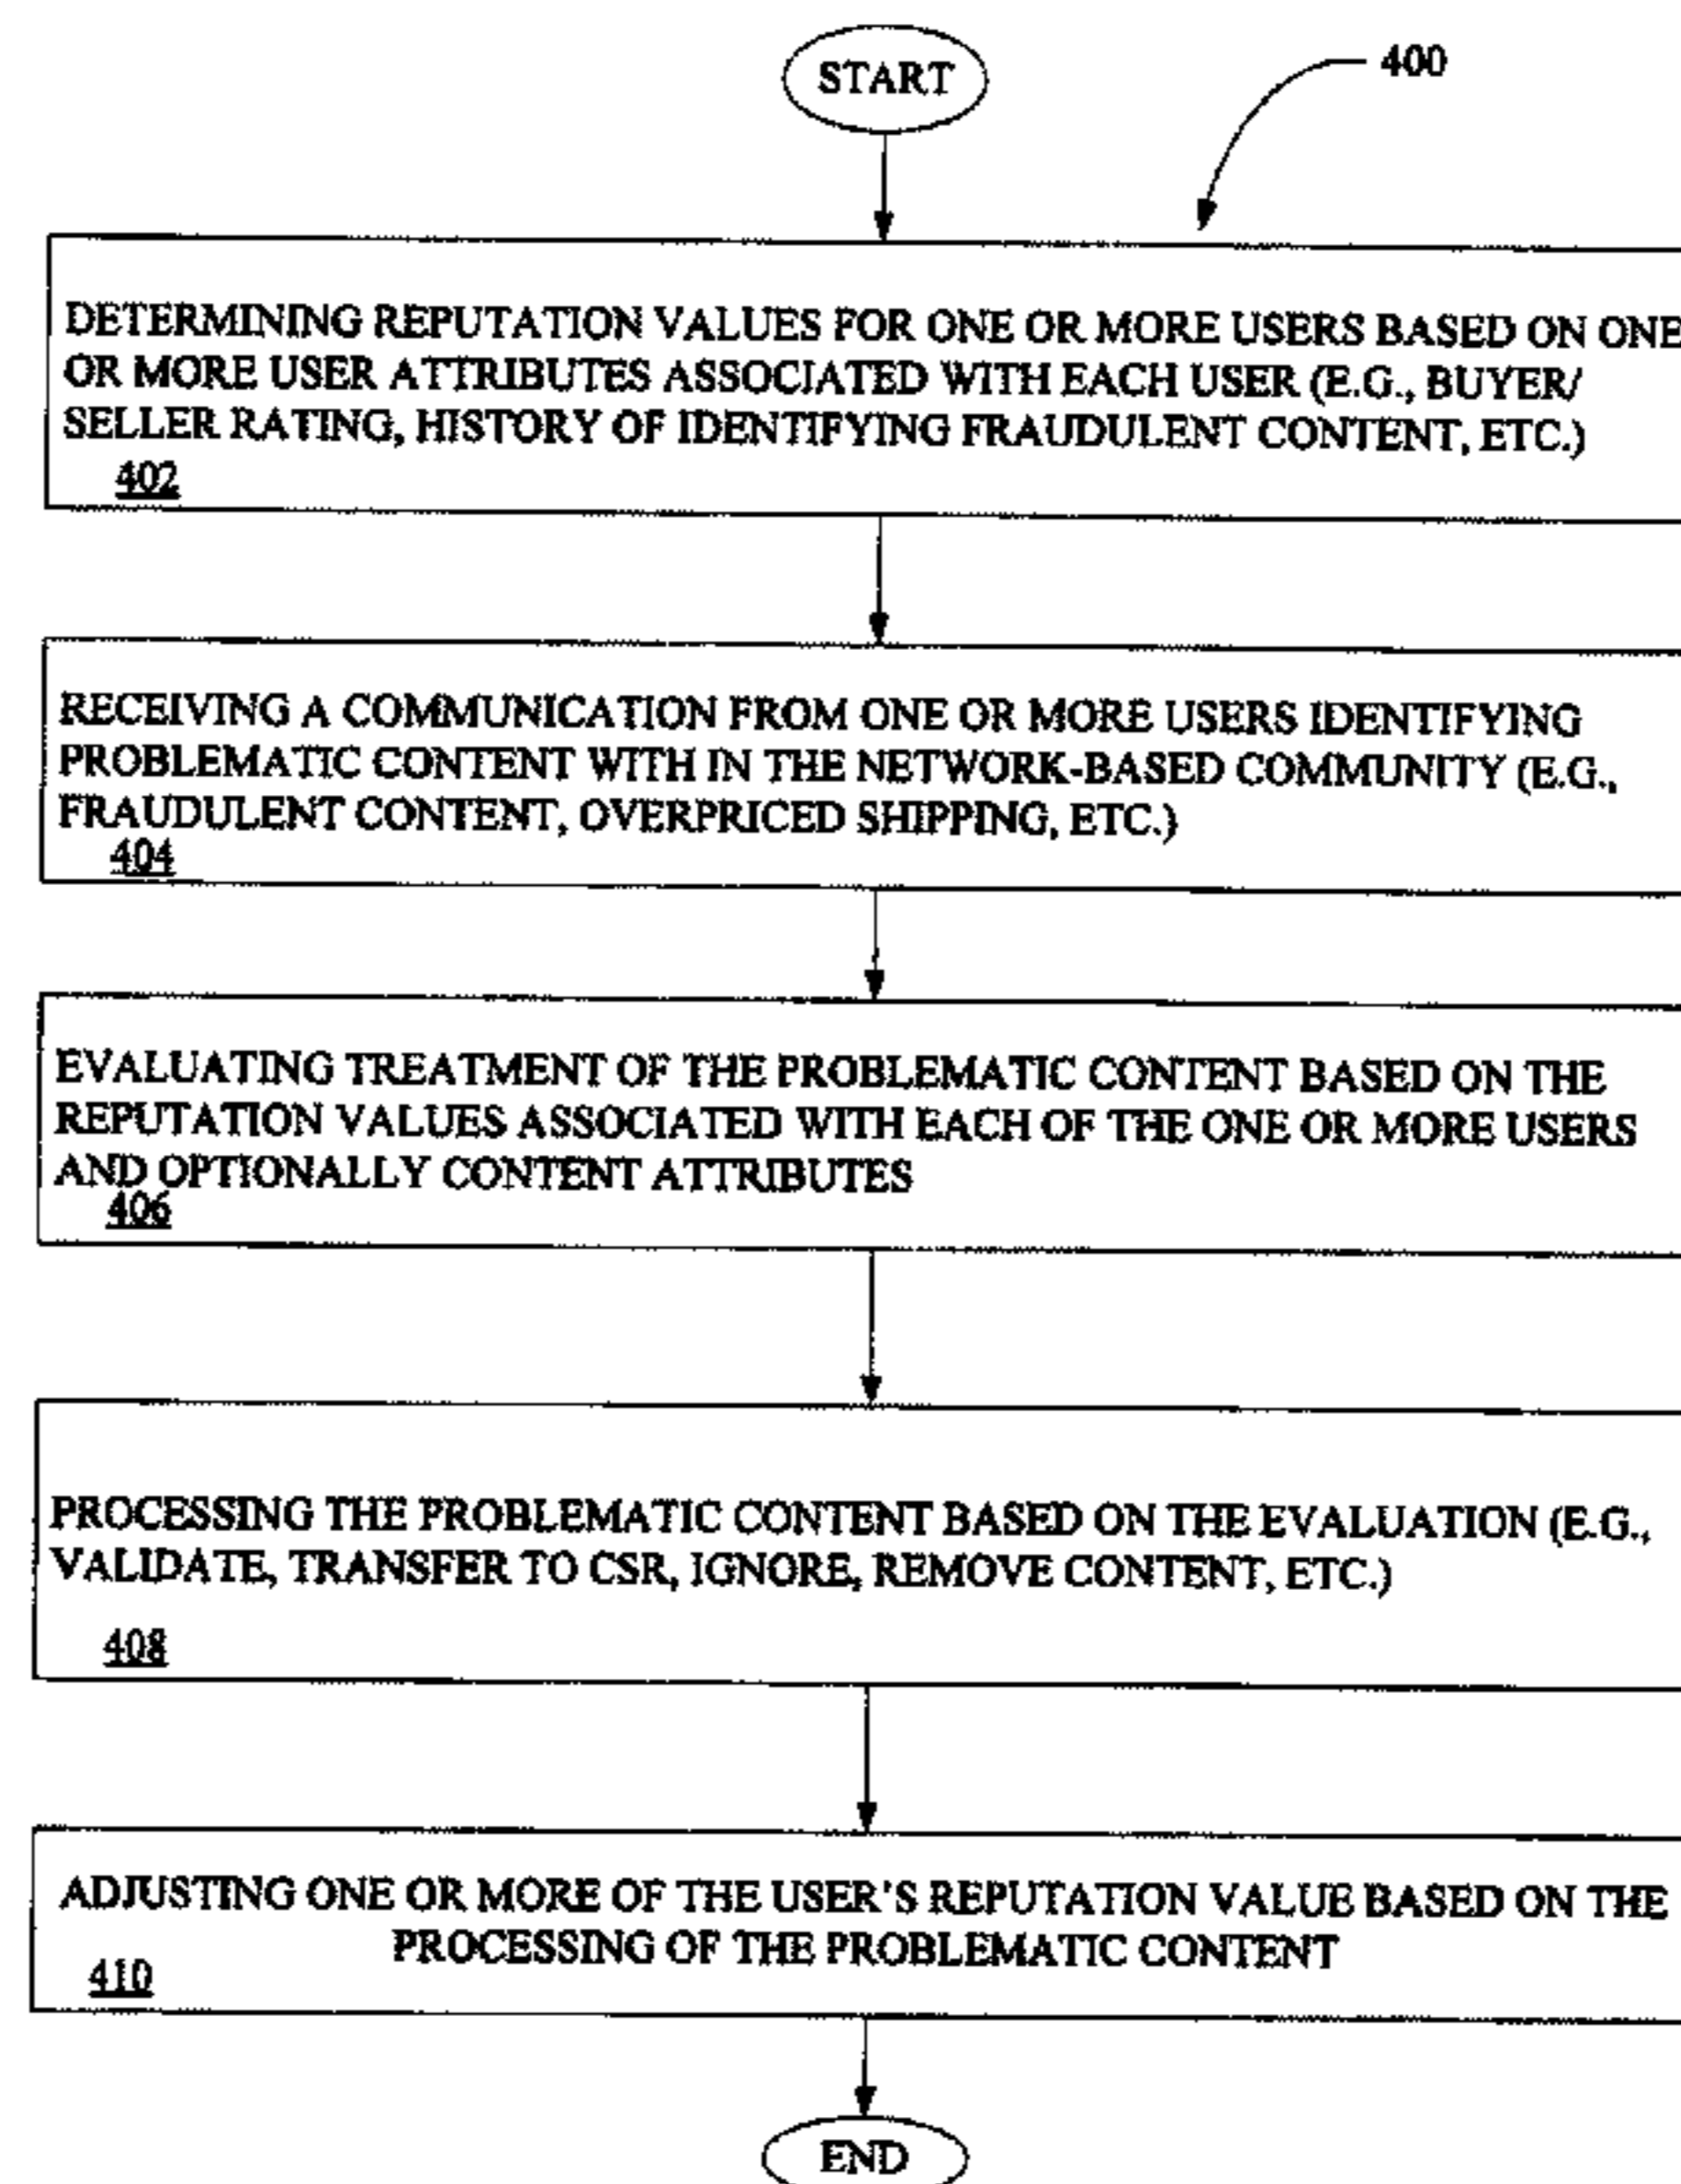 START
400
DETERMINING REPUTATION VALUES FOR ONE OR MORE USERS BASED ON ONE
OR MORE USER ATTRIBUTES ASSOCIATED WITH EACH USER (E.G., BUYER/
SELLER RATING, HISTORY OF IDENTIFYING FRAUDULENT CONTENT, ETC.)
402
RECEIVING A COMMUNICATION FROM ONE OR MORE USERS IDENTIFYING
PROBLEMATIC CONTENT WITH IN THE NETWORK-BASED COMMUNITY (E.G.,
FRAUDULENT CONTENT, OVERPRICED SHIPPING, ETC.)
404
EVALUATING TREATMENT OF THE PROBLEMATIC CONTENT BASED ON THE
REPUTATION VALUES ASSOCIATED WITH EACH OF THE ONE OR MORE USERS
AND OPTIONALLY CONTENT ATTRIBUTES
406
PROCESSING THE PROBLEMATIC CONTENT BASED ON THE EVALUATION (E.G.,
VALIDATE, TRANSFER TO CSR, IGNORE, REMOVE CONTENT, ETC.)
408
ADJUSTING ONE OR MORE OF THE USER'S REPUTATION VALUE BASED ON THE
PROCESSING OF THE PROBLEMATIC CONTENT
410
END